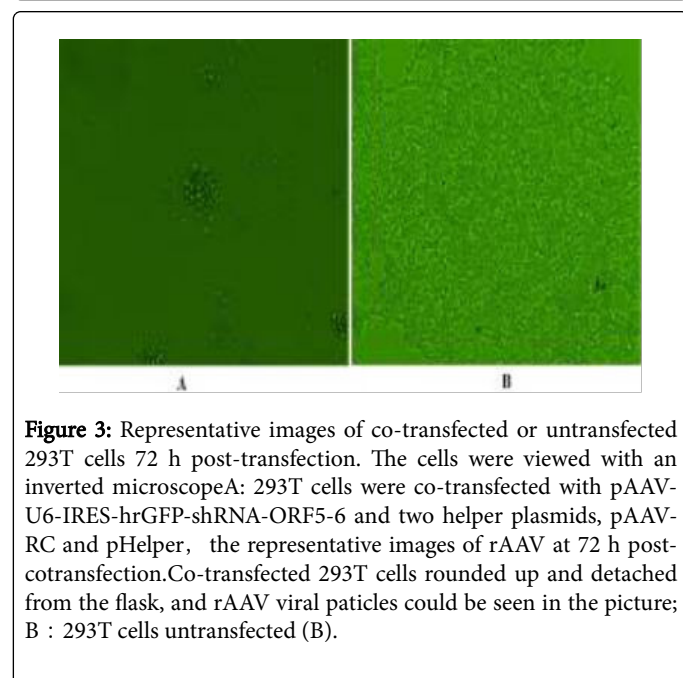 A B
Figure 3: Representative images of co-transfected or untransfected
293T cells 72 h post-transfection. The cells were viewed with an
inverted microscopeA: 293T cells were co-transfected with pAAV-
U6-IRES-hrGFP-shRNA-ORF5-6 and two helper plasmids, pAAV-
RC and pHelper, the representative images of rAAV at 72 h post-
cotransfection.Co-transfected 293T cells rounded up and detached
from the flask, and rAAV viral paticles could be seen in the picture;
B : 293T cells untransfected (B).